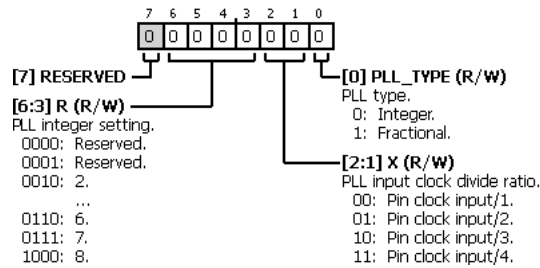 7 6 5 4 3 2 1 0
0 0 0 0 0 0 0 0
[7] RESERVED
[6:3] R (R/W)
PLL integer setting.
0000: Reserved.
0001: Reserved.
0010: 2.
...
0110: 6.
0111: 7.
1000: 8.
[0] PLL_TYPE (R/W)
PLL type.
0: Integer.
1: Fractional.
[2:1] X (R/W)
PLL input clock divide ratio.
00: Pin clock input/1.
01: Pin clock input/2.
10: Pin clock input/3.
11: Pin clock input/4.